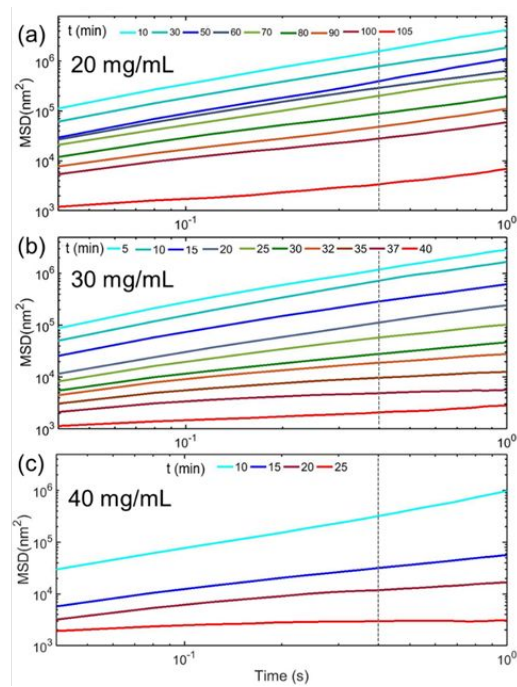 (a) t (min) 10 30 50 60 70 80 90 100 105
20 mg/mL
MSD(nm²)
10⁶
10⁵
10⁴
10³
10⁻¹ 10⁰
(b) t (min) 5 10 15 20 25 30 32 35 37 40
30 mg/mL
MSD(nm²)
10⁶
10⁵
10⁴
10³
10⁻¹ 10⁰
(c) t (min) 10 15 20 25
40 mg/mL
MSD(nm²)
10⁶
10⁵
10⁴
10³
10⁻¹ 10⁰
Time (s)